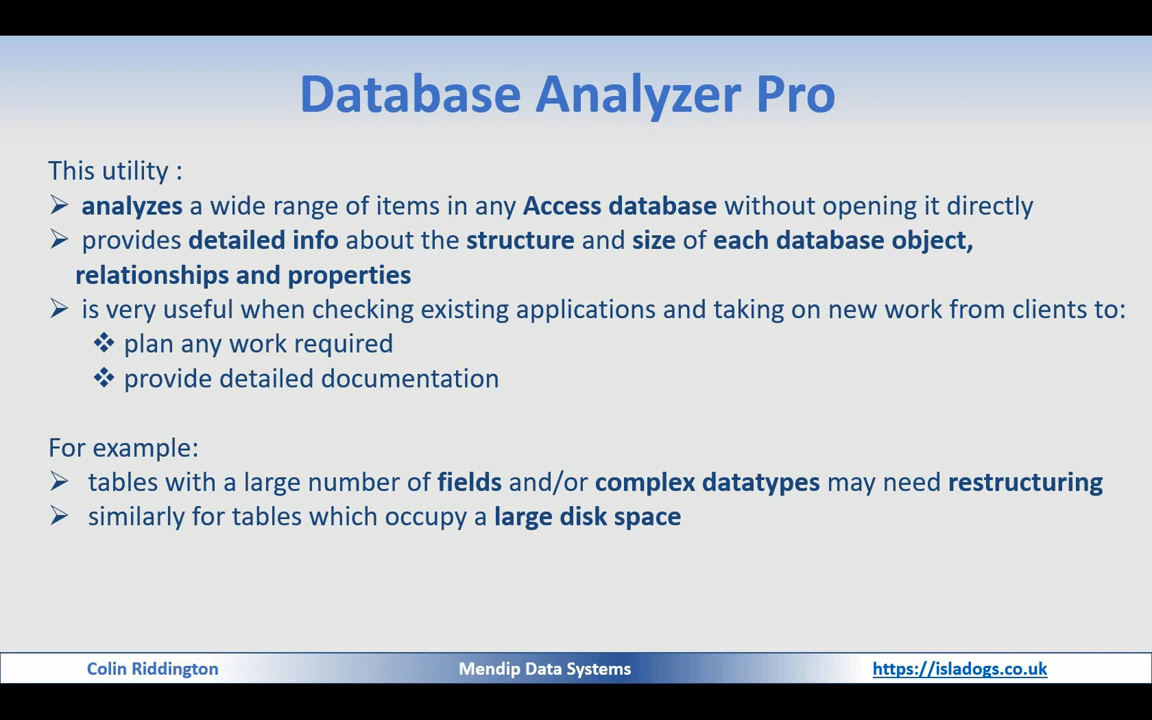 Database Analyzer Pro
This utility :
➢ analyzes a wide range of items in any Access database without opening it directly
➢ provides detailed info about the structure and size of each database object,
relationships and properties
➢ is very useful when checking existing applications and taking on new work from clients to:
❖ plan any work required
❖ provide detailed documentation
For example:
➢ tables with a large number of fields and/or complex datatypes may need restructuring
➢ similarly for tables which occupy a large disk space
Colin Riddington Mendip Data Systems https://isladogs.co.uk